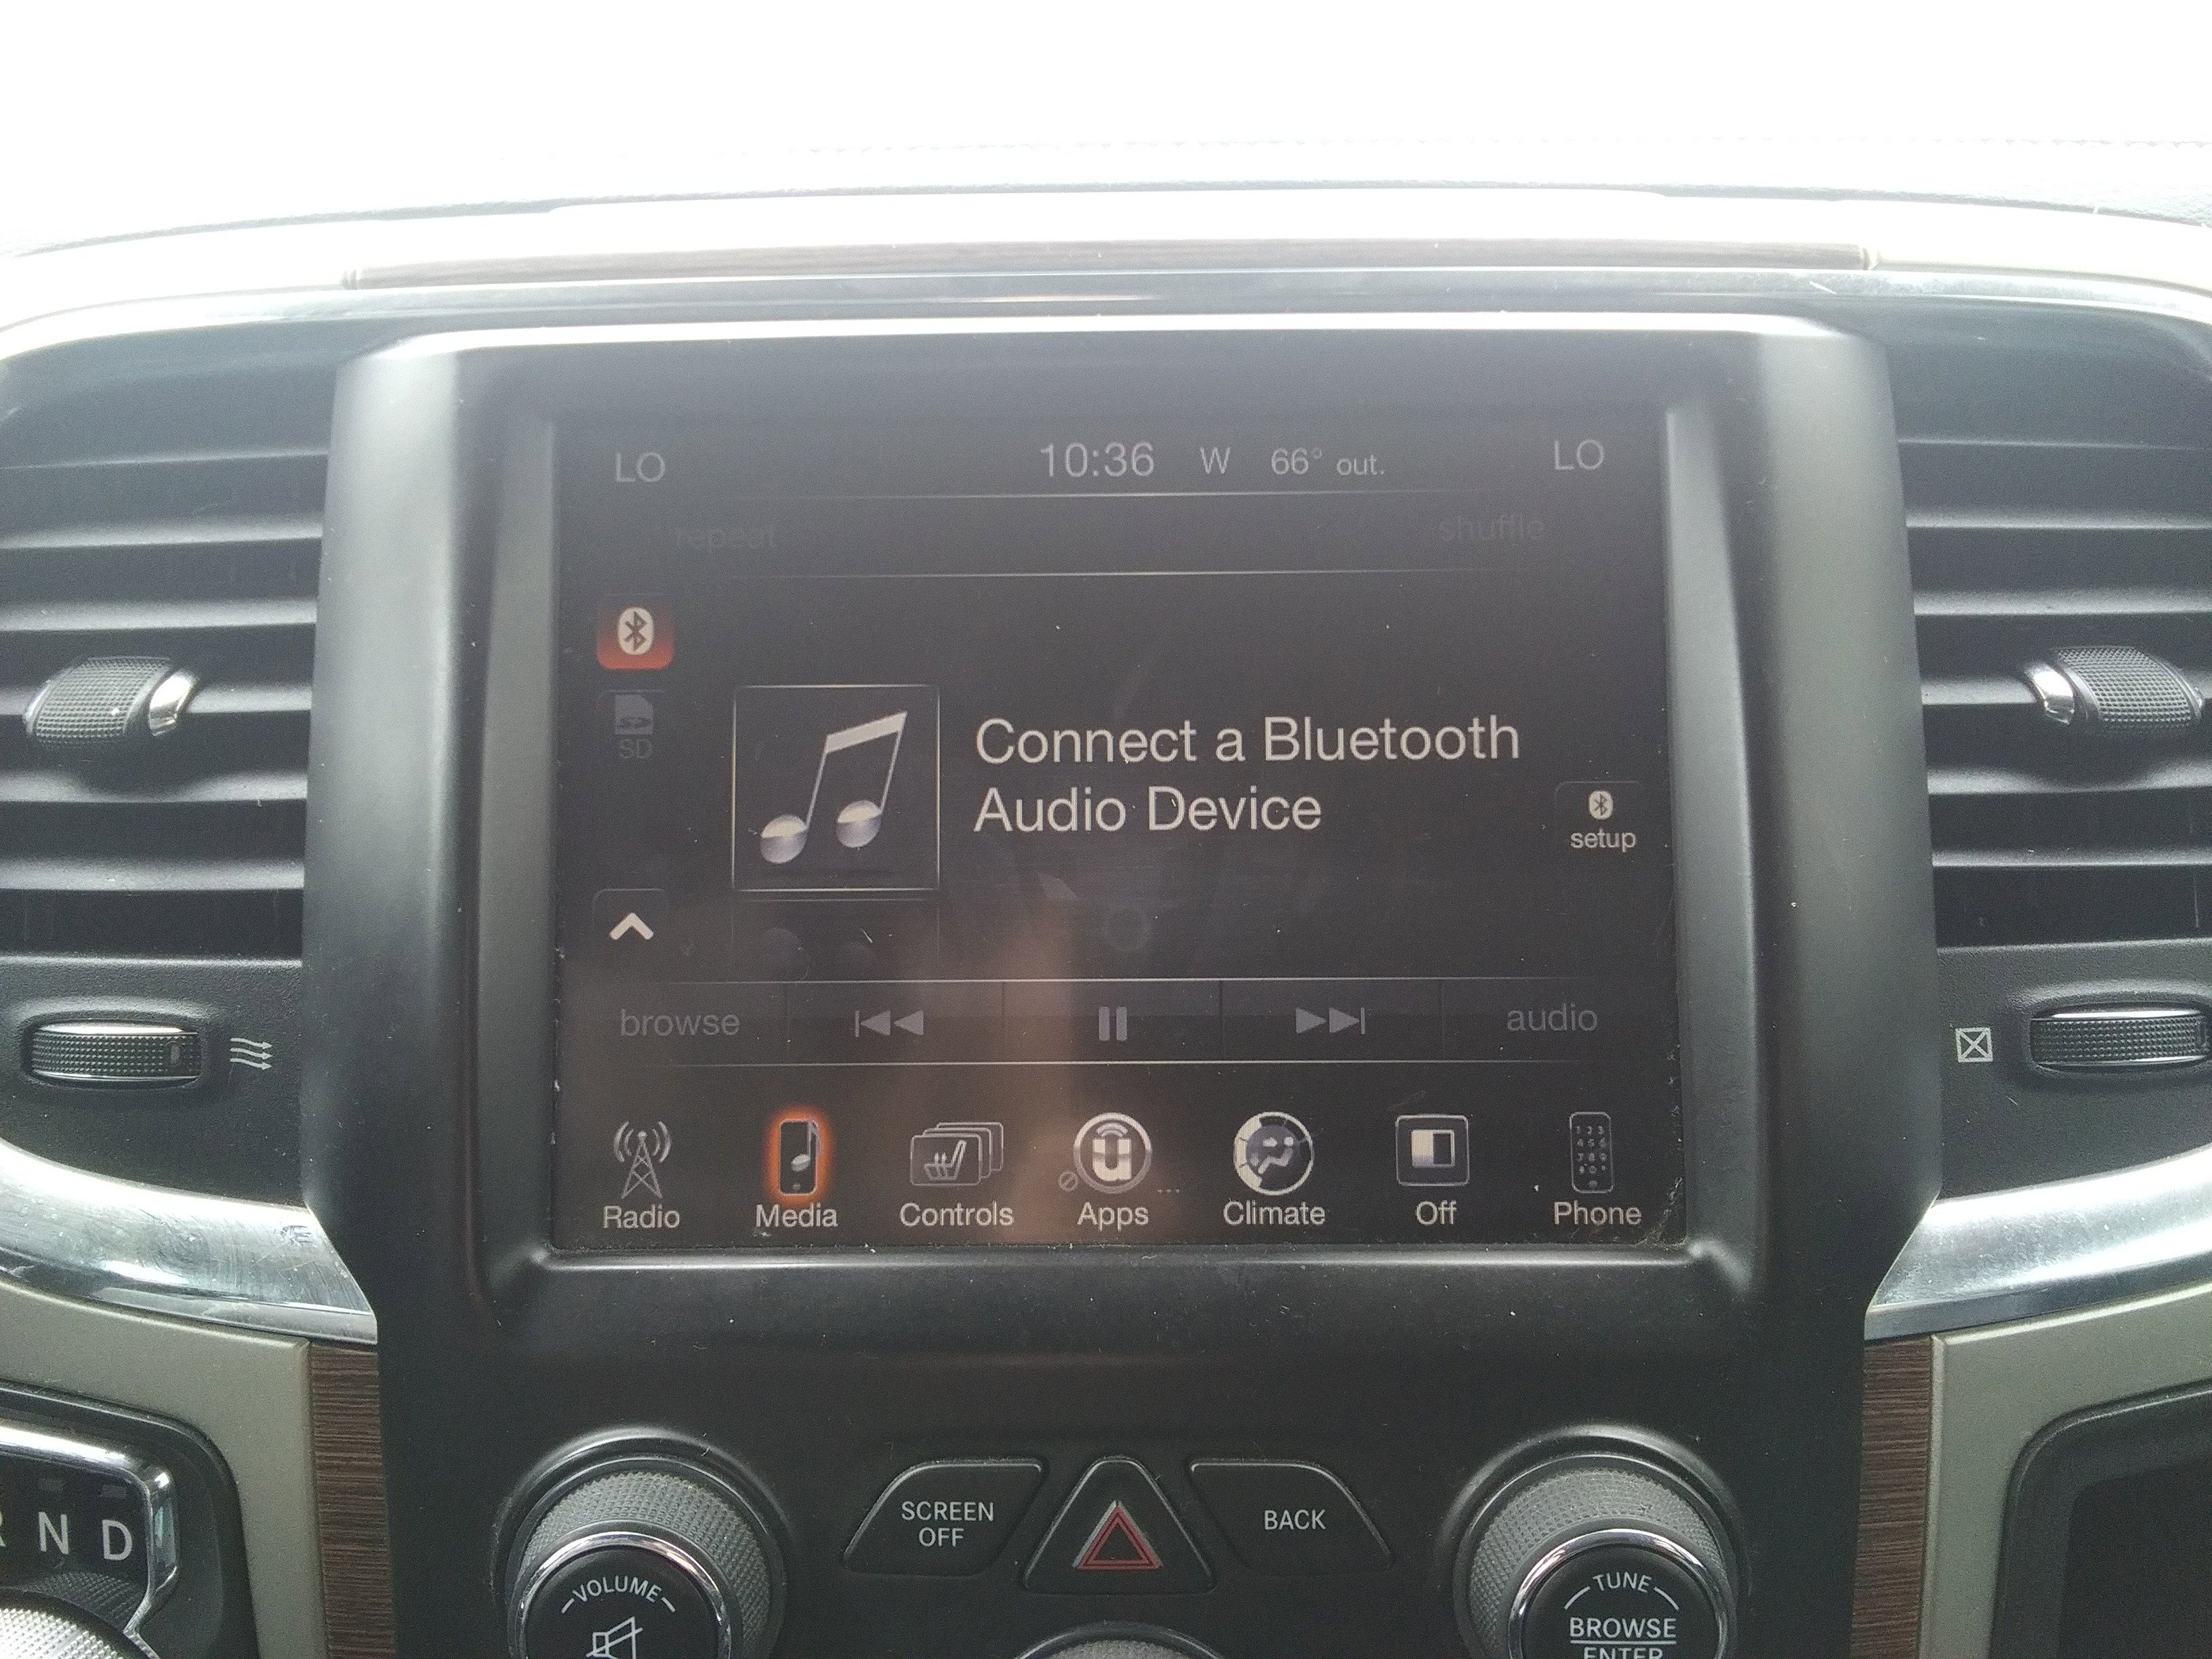 LO 10:36 W 66° out. LO
repeat shuffle
SD
Connect a Bluetooth
Audio Device
setup
browse audio
Radio Media Controls Apps Climate Off Phone
N D
SCREEN
OFF
BACK
VOLUME
TUNE
BROWSE
ENTER